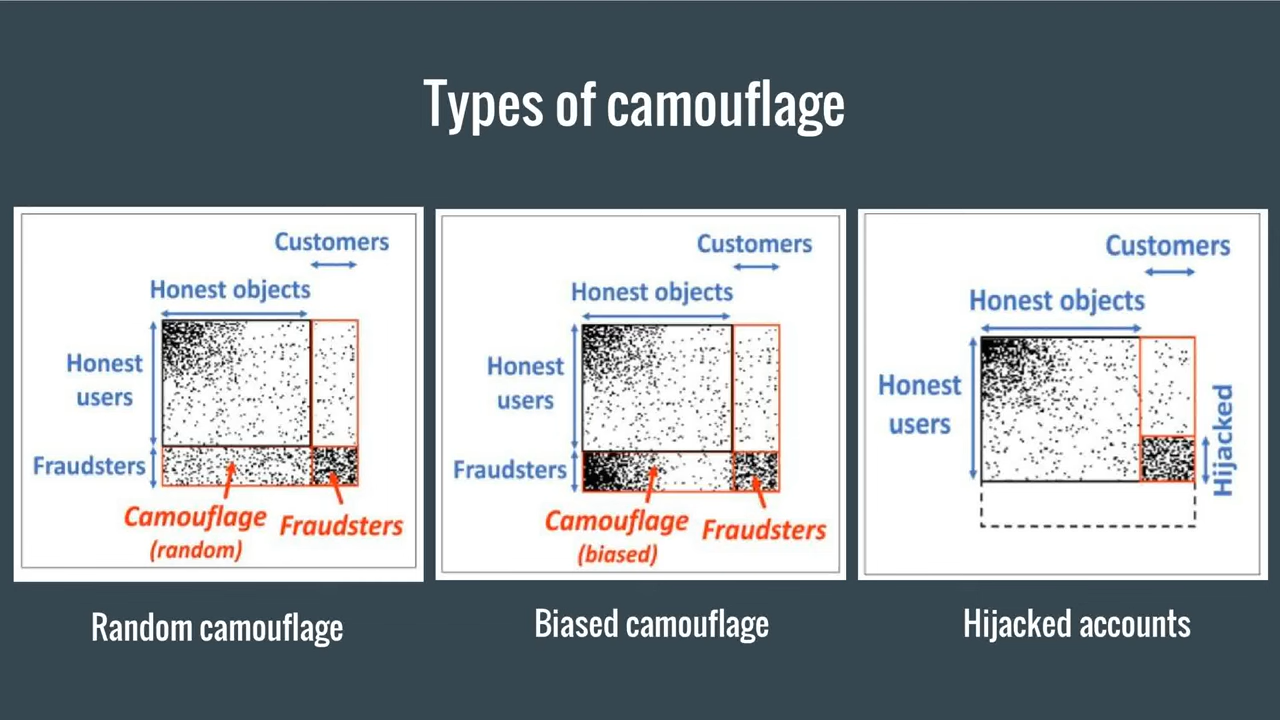 Types of camouflage
Customers
Honest objects
Honest
users
Fraudsters
Camouflage
(random)
Fraudsters
Random camouflage
Customers
Honest objects
Honest
users
Fraudsters
Camouflage
(biased)
Fraudsters
Biased camouflage
Customers
Honest objects
Honest
users
Hijacked
Hijacked accounts